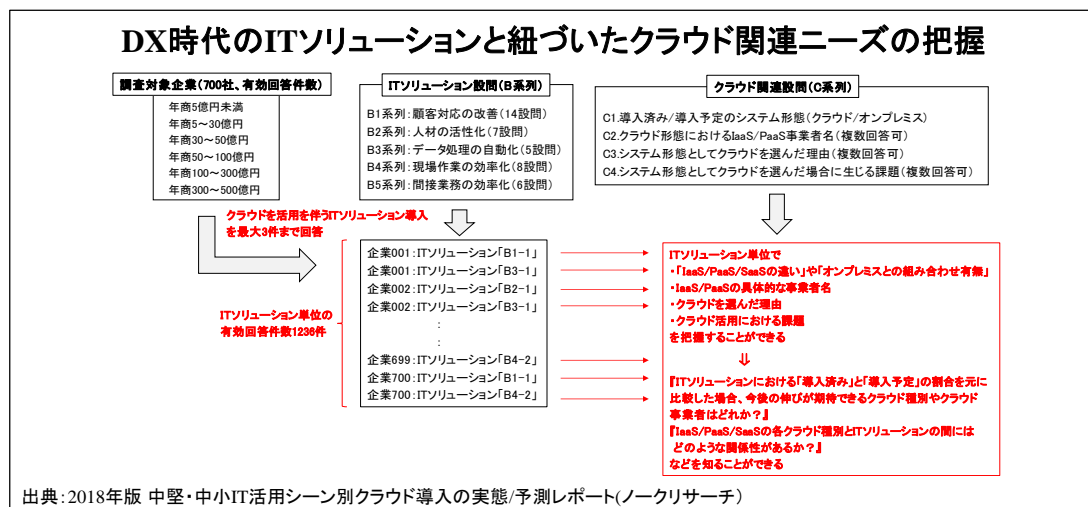 DX時代のITソリューションと紐づいたクラウド関連ニーズの把握
調査対象企業(700社、有効回答件数)
年商5億円未満
年商5～30億円
年商30～50億円
年商50～100億円
年商100～300億円
年商300～500億円
ITソリューション設問(B系列)
B1系列:顧客対応の改善(14設問)
B2系列:人材の活性化(7設問)
B3系列:データ処理の自動化(5設問)
B4系列:現場作業の効率化(8設問)
B5系列:間接業務の効率化(6設問)
クラウド関連設問(C系列)
C1.導入済み/導入予定のシステム形態(クラウド/オンプレミス)
C2.クラウド形態におけるIaaS/PaaS事業者名(複数回答可)
C3.システム形態としてクラウドを選んだ理由(複数回答可)
C4.システム形態としてクラウドを選んだ場合に生じる課題(複数回答可)
クラウドを活用を伴うITソリューション導入
を最大3件まで回答
ITソリューション単位の
有効回答件数1236件
企業001:ITソリューション「B1-1」
企業001:ITソリューション「B3-1」
企業002:ITソリューション「B2-1」
企業002:ITソリューション「B3-1」
:
:
企業699:ITソリューション「B4-2」
企業700:ITソリューション「B1-1」
企業700:ITソリューション「B4-2」
ITソリューション単位で
・「IaaS/PaaS/SaaSの違い」や「オンプレミスとの組み合わせ有無」
・IaaS/PaaSの具体的な事業者名
・クラウドを選んだ理由
・クラウド活用における課題
を把握することができる
⇓
『ITソリューションにおける「導入済み」と「導入予定」の割合を元に
比較した場合、今後の伸びが期待できるクラウド種別やクラウド
事業者はどれか？』
『IaaS/PaaS/SaaSの各クラウド種別とITソリューションの間には
どのような関係性があるか？』
などを知ることができる
出典:2018年版 中堅・中小IT活用シーン別クラウド導入の実態/予測レポート(ノークリサーチ)